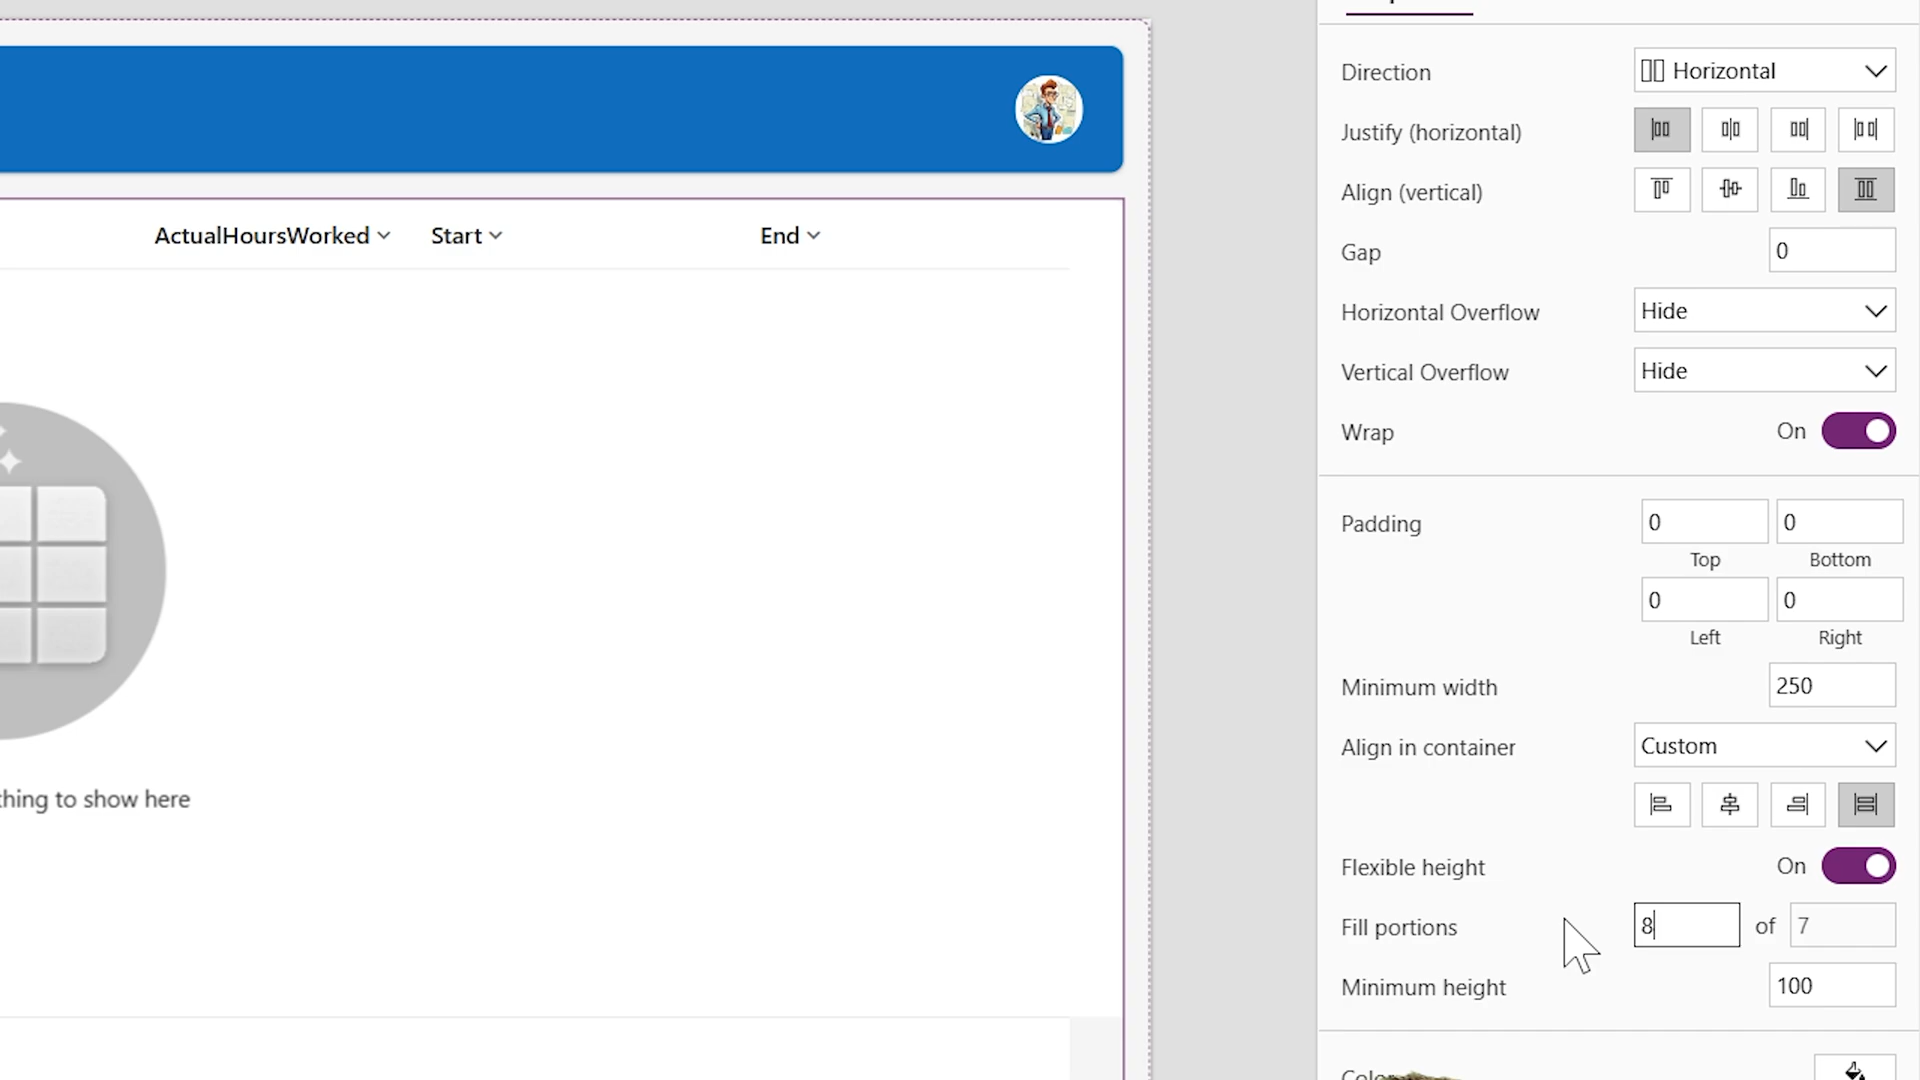 Direction
Horizontal
Justify (horizontal)
Align (vertical)
Gap
0
Horizontal Overflow
Hide
Vertical Overflow
Hide
Wrap
On
Padding
0
0
Top
Bottom
0
0
Left
Right
Minimum width
250
Align in container
Custom
Flexible height
On
Fill portions
8
of
7
Minimum height
100
ActualHoursWorked
Start
End
thing to show here